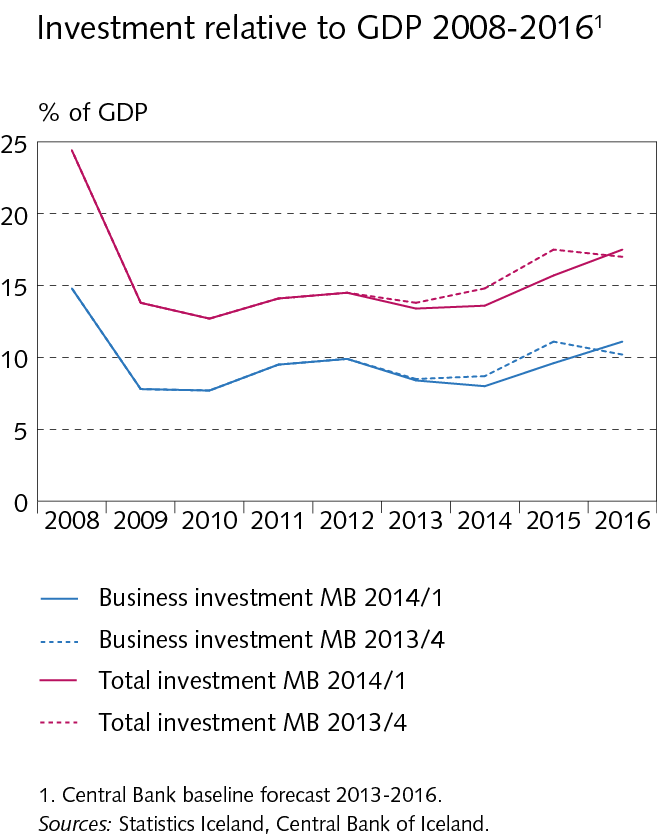 Investment relative to GDP 2008-2016¹
% of GDP
25
20
15
10
5
0
2008 2009 2010 2011 2012 2013 2014 2015 2016
Business investment MB 2014/1
Business investment MB 2013/4
Total investment MB 2014/1
Total investment MB 2013/4
1. Central Bank baseline forecast 2013-2016.
Sources: Statistics Iceland, Central Bank of Iceland.